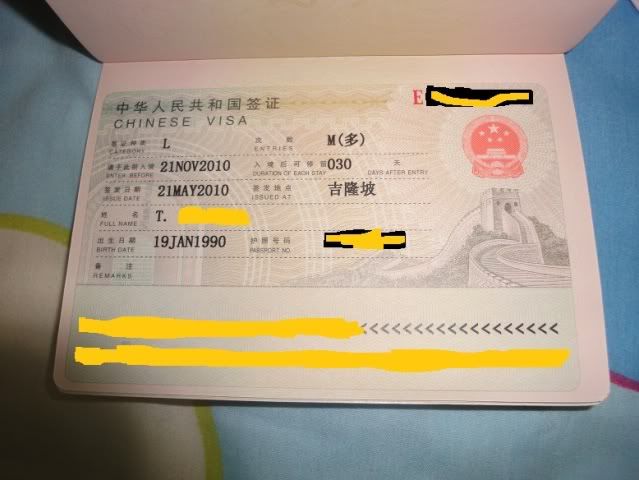 中华人民共和国签证
CHINESE VISA
E
签证种类 L 次数 M(多)
CATEGORY ENTRIES
请于此前入境 21NOV2010 入境后可停留 030 天
ENTER BEFORE DURATION OF EACH STAY DAYS AFTER ENTRY
签发日期 21MAY2010 签发地点 吉隆坡
ISSUE DATE ISSUED AT
姓名 T.
FULL NAME
出生日期 19JAN1990 护照号码
BIRTH DATE PASSPORT NO.
备注
REMARKS
<<<<<<<<<<<<<<<<<<